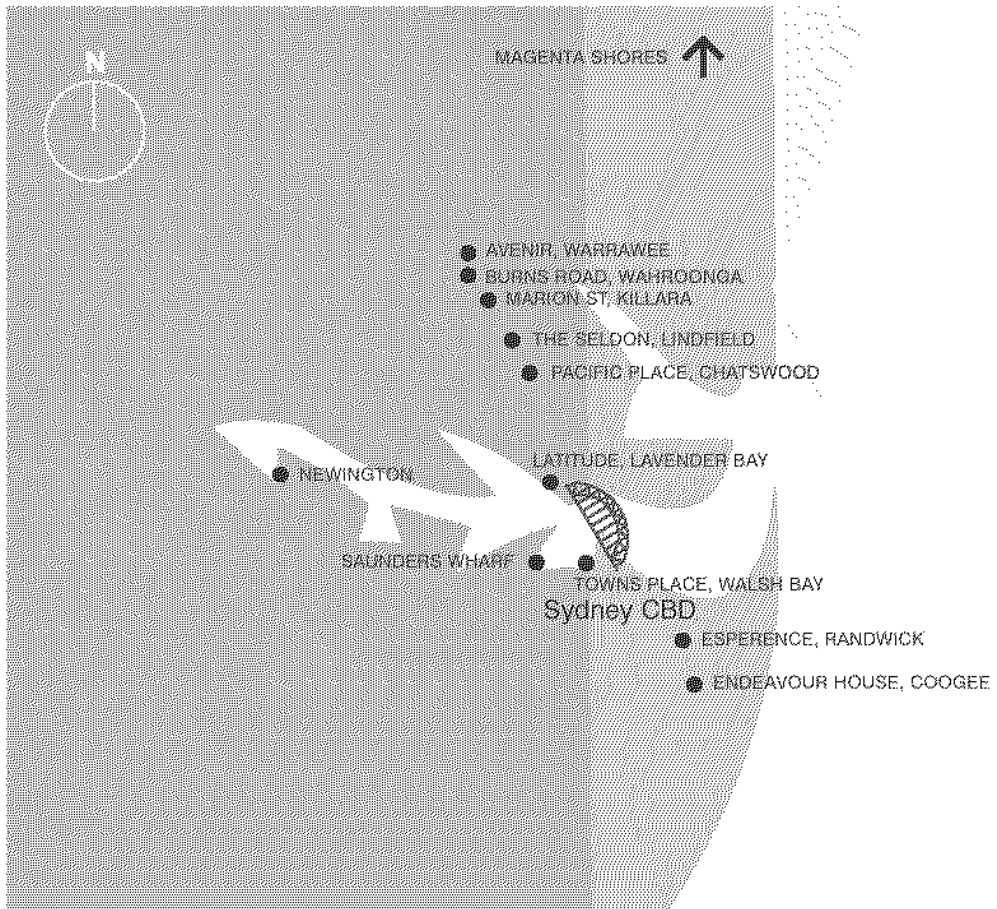 MAGENTA SHORES
N
AVENIR, WARRAWEE
BURNS ROAD, WAHROONGA
MARION ST, KILLARA
THE SELDON, LINDFIELD
PACIFIC PLACE, CHATSWOOD
LATITUDE, LAVENDER BAY
NEWINGTON
SAUNDERS WHARF
TOWNS PLACE, WALSH BAY
Sydney CBD
ESPERENCE, RANDWICK
ENDEAVOUR HOUSE, COOGEE